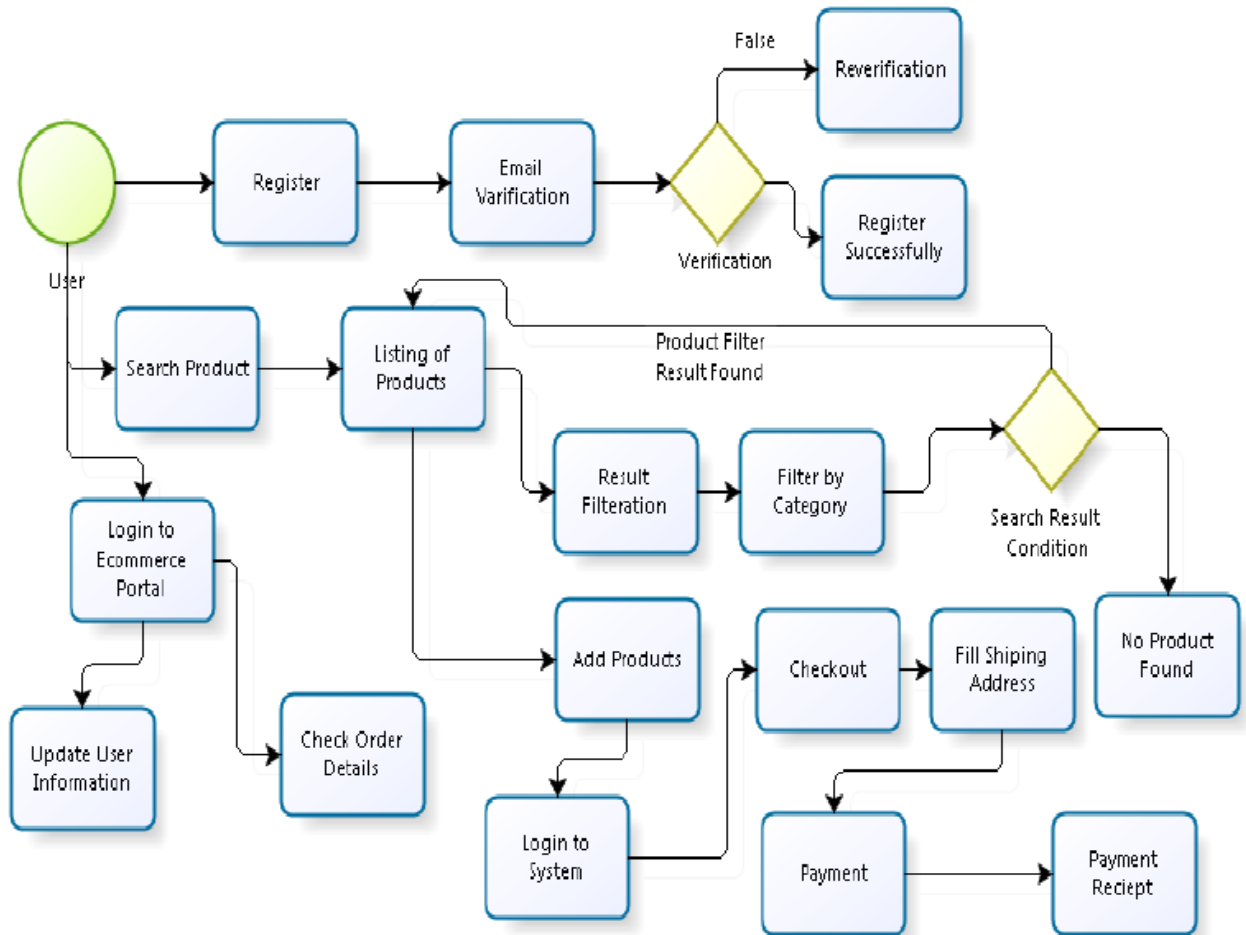 False
Reverification
Register
Email
Varification
Register
Successfully
Verification
User
Search Product
Listing of
Products
Product Filter
Result Found
Result
Filteration
Filter by
Category
Search Result
Condition
Login to
Ecommerce
Portal
Add Products
Checkout
Fill Shiping
Address
No Product
Found
Update User
Information
Check Order
Details
Login to
System
Payment
Payment
Reciept